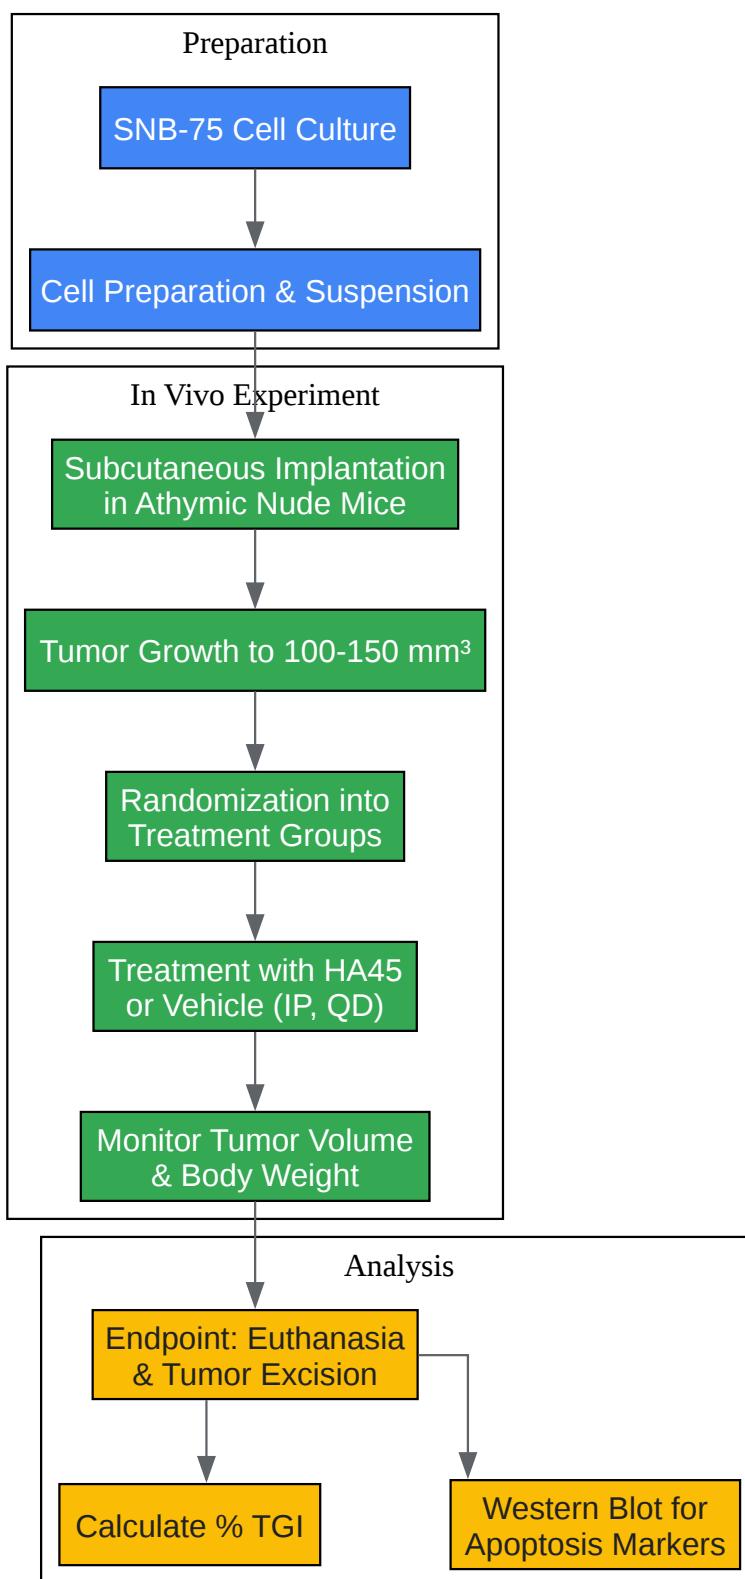 Preparation
SNB-75 Cell Culture
Cell Preparation & Suspension
In Vivo Experiment
Subcutaneous Implantation
in Athymic Nude Mice
Tumor Growth to 100-150 mm³
Randomization into
Treatment Groups
Treatment with HA45
or Vehicle (IP, QD)
Monitor Tumor Volume
& Body Weight
Analysis
Endpoint: Euthanasia
& Tumor Excision
Calculate % TGI
Western Blot for
Apoptosis Markers